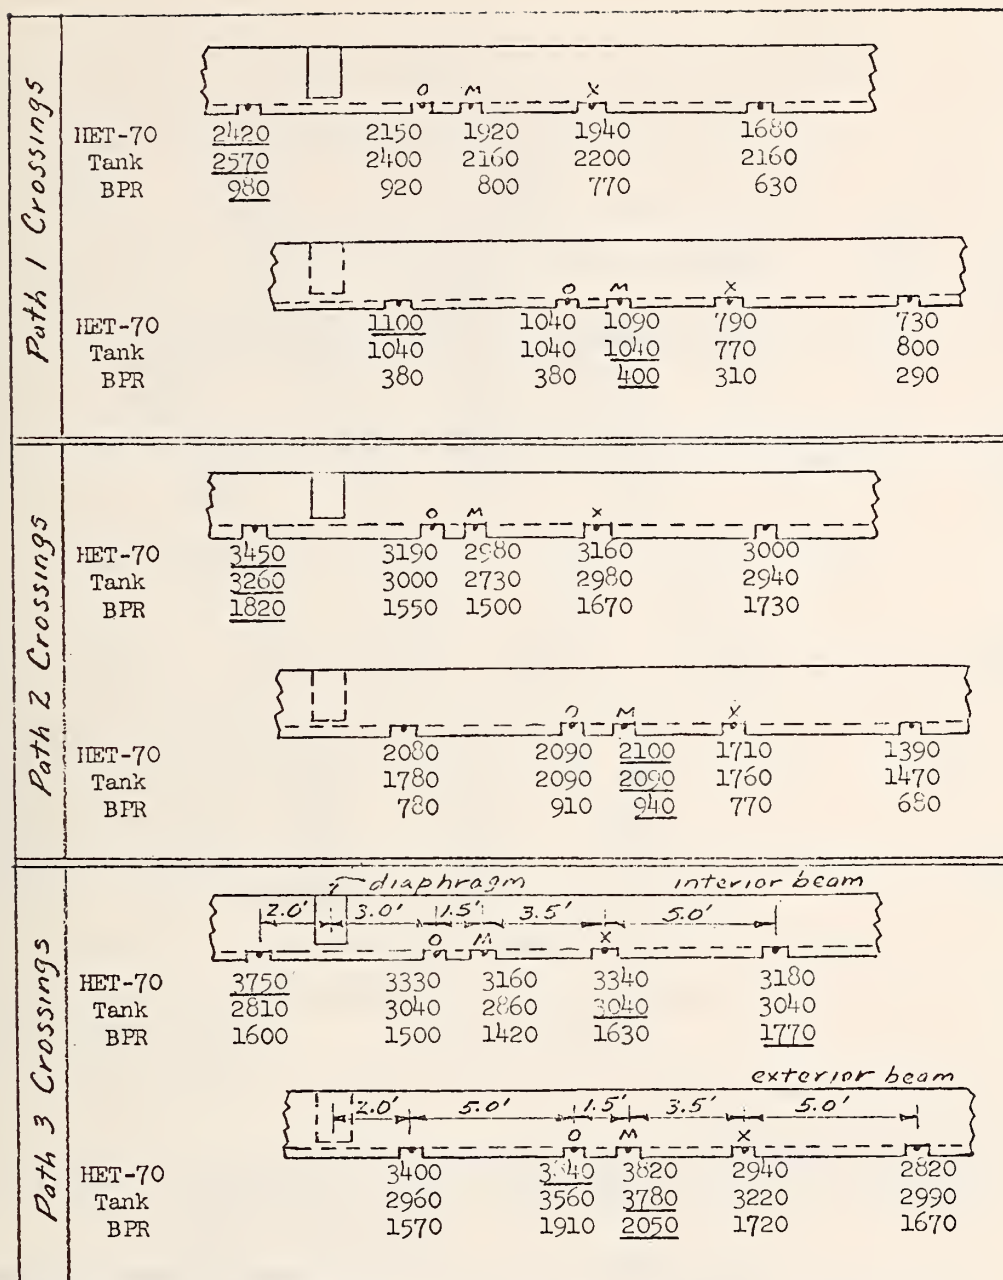 Path 1 Crossings
O M X
HET-70 2420 2150 1920 1940 1680
Tank 2570 2400 2160 2200 2160
BPR 980 920 800 770 630
O M X
HET-70 1100 1040 1090 790 730
Tank 1040 1040 1040 770 800
BPR 380 380 400 310 290
Path 2 Crossings
O M X
HET-70 3450 3190 2980 3160 3000
Tank 3260 3000 2730 2980 2940
BPR 1820 1550 1500 1670 1730
M X
HET-70 2080 2090 2100 1710 1390
Tank 1780 2090 2090 1760 1470
BPR 780 910 940 770 680
Path 3 Crossings
diaphragm interior beam
2.0' 3.0' 1.5' 3.5' 5.0'
O M X
HET-70 3750 3330 3160 3340 3180
Tank 2810 3040 2860 3040 3040
BPR 1600 1500 1420 1630 1770
exterior beam
2.0' 5.0' 1.5' 3.5' 5.0'
O M X
HET-70 3400 3820 2940 2820
Tank 2960 3560 3780 3220 2990
BPR 1570 1910 2050 1720 1670